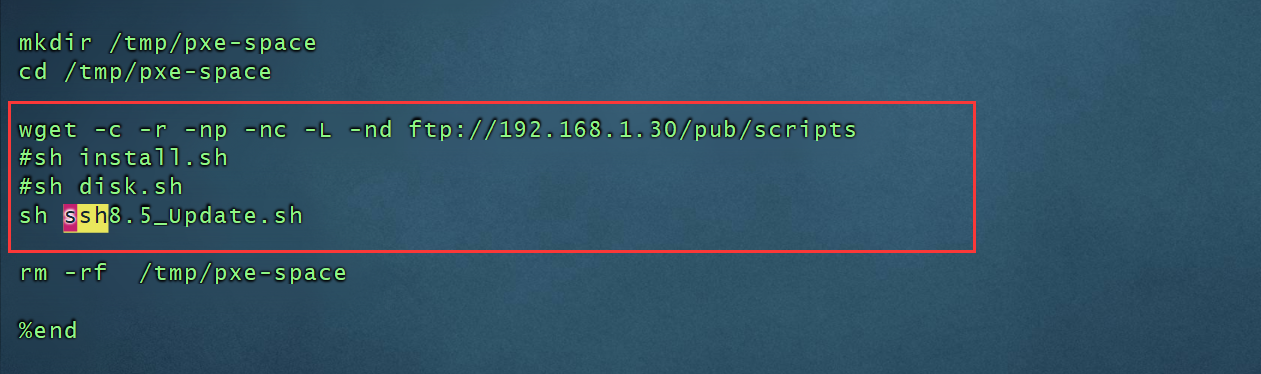 mkdir /tmp/pxe-space
cd /tmp/pxe-space
wget -c -r -np -nc -L -nd ftp://192.168.1.30/pub/scripts
#sh install.sh
#sh disk.sh
sh ssh8.5_Update.sh
rm -rf  /tmp/pxe-space
%end